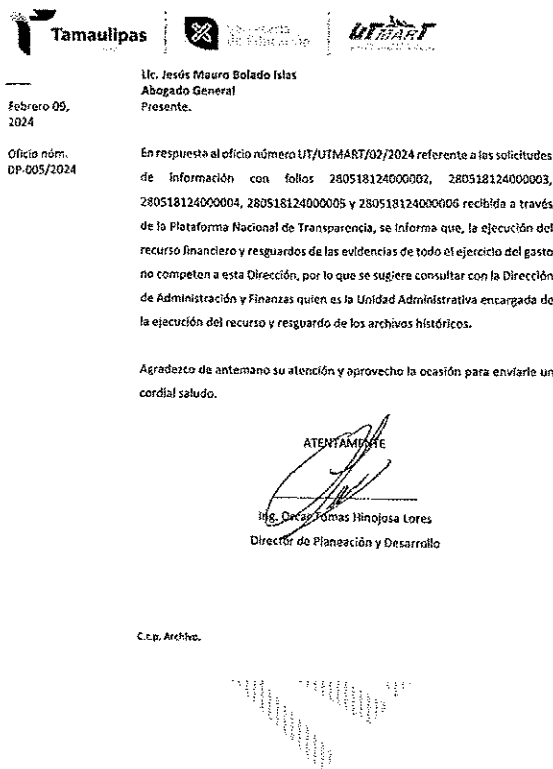 Tamaulipas
Secretaría
de Educación
UTMART
Lic. Jesús Mauro Bolado Islas
Abogado General
Presente.
Febrero 09,
2024
Oficio núm.
DP-005/2024
En respuesta al oficio número UT/UTMART/02/2024 referente a las solicitudes
de información con folios 280518124000002, 280518124000003,
280518124000004, 280518124000005 y 280518124000006 recibida a través
de la Plataforma Nacional de Transparencia, se informa que, la ejecución del
recurso financiero y resguardos de las evidencias de todo el ejercicio del gasto
no competen a esta Dirección, por lo que se sugiere consultar con la Dirección
de Administración y Finanzas quien es la Unidad Administrativa encargada de
la ejecución del recurso y resguardo de los archivos históricos.
Agradezco de antemano su atención y aprovecho la ocasión para enviarle un
cordial saludo.
ATENTAMENTE
Ing. Oscar Tomas Hinojosa Lores
Director de Planeación y Desarrollo
C.c.p. Archivo.